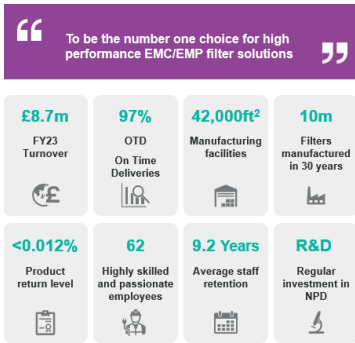 “
To be the number one choice for high
performance EMC/EMP filter solutions
”
£8.7m
FY23
Turnover
97%
OTD
On Time
Deliveries
42,000ft²
Manufacturing
facilities
10m
Filters
manufactured
in 30 years
£
<0.012%
Product
return level
62
Highly skilled
and passionate
employees
9.2 Years
Average staff
retention
R&D
Regular
investment in
NPD